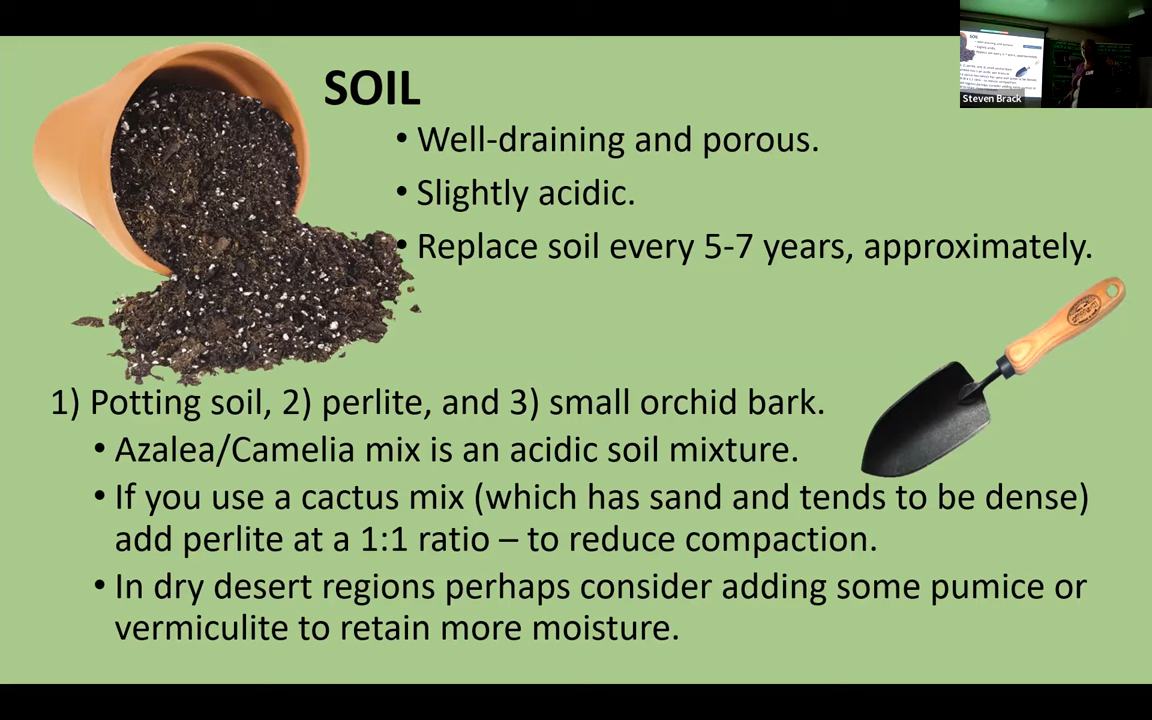 SOIL
• Well-draining and porous.
• Slightly acidic.
• Replace soil every 5-7 years, approximately.
1) Potting soil, 2) perlite, and 3) small orchid bark.
• Azalea/Camelia mix is an acidic soil mixture.
• If you use a cactus mix (which has sand and tends to be dense)
add perlite at a 1:1 ratio – to reduce compaction.
• In dry desert regions perhaps consider adding some pumice or
vermiculite to retain more moisture.
Steven Brack